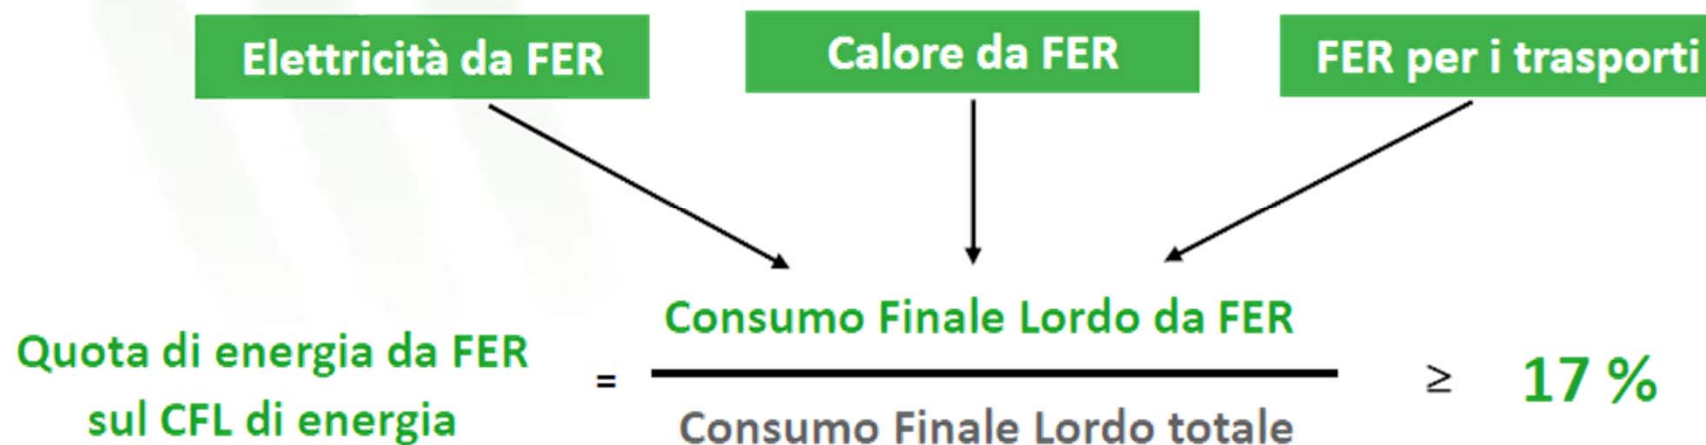 Elettricità da FER
Calore da FER
FER per i trasporti
Quota di energia da FER
sul CFL di energia
=
Consumo Finale Lordo da FER
Consumo Finale Lordo totale
≥
17 %